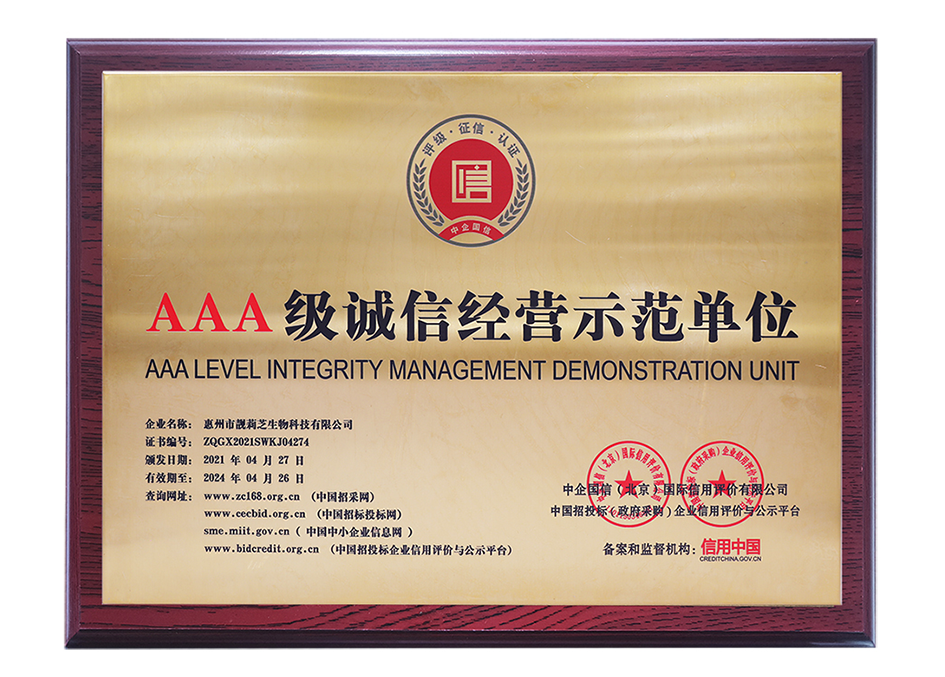 评级·征信·认证
信
中企国信
AAA级诚信经营示范单位
AAA LEVEL INTEGRITY MANAGEMENT DEMONSTRATION UNIT
企业名称： 惠州市靓莉芝生物科技有限公司
证书编号： ZQGX2021SWKJ04274
颁发日期： 2021 年 04 月 27 日
有效期至： 2024 年 04 月 26 日
查询网址： www.zc168.org.cn （中国招采网）
www.cecbid.org.cn （中国招标投标网）
sme.miit.gov.cn（ 中国中小企业信息网 ）
www.bidcredit.org.cn （中国招投标企业信用评价与公示平台）
中企国信（北京）国际信用评价有限公司
中国招投标（政府采购）企业信用评价与公示平台
备案和监督机构：信用中国
CREDITCHINA.GOV.CN